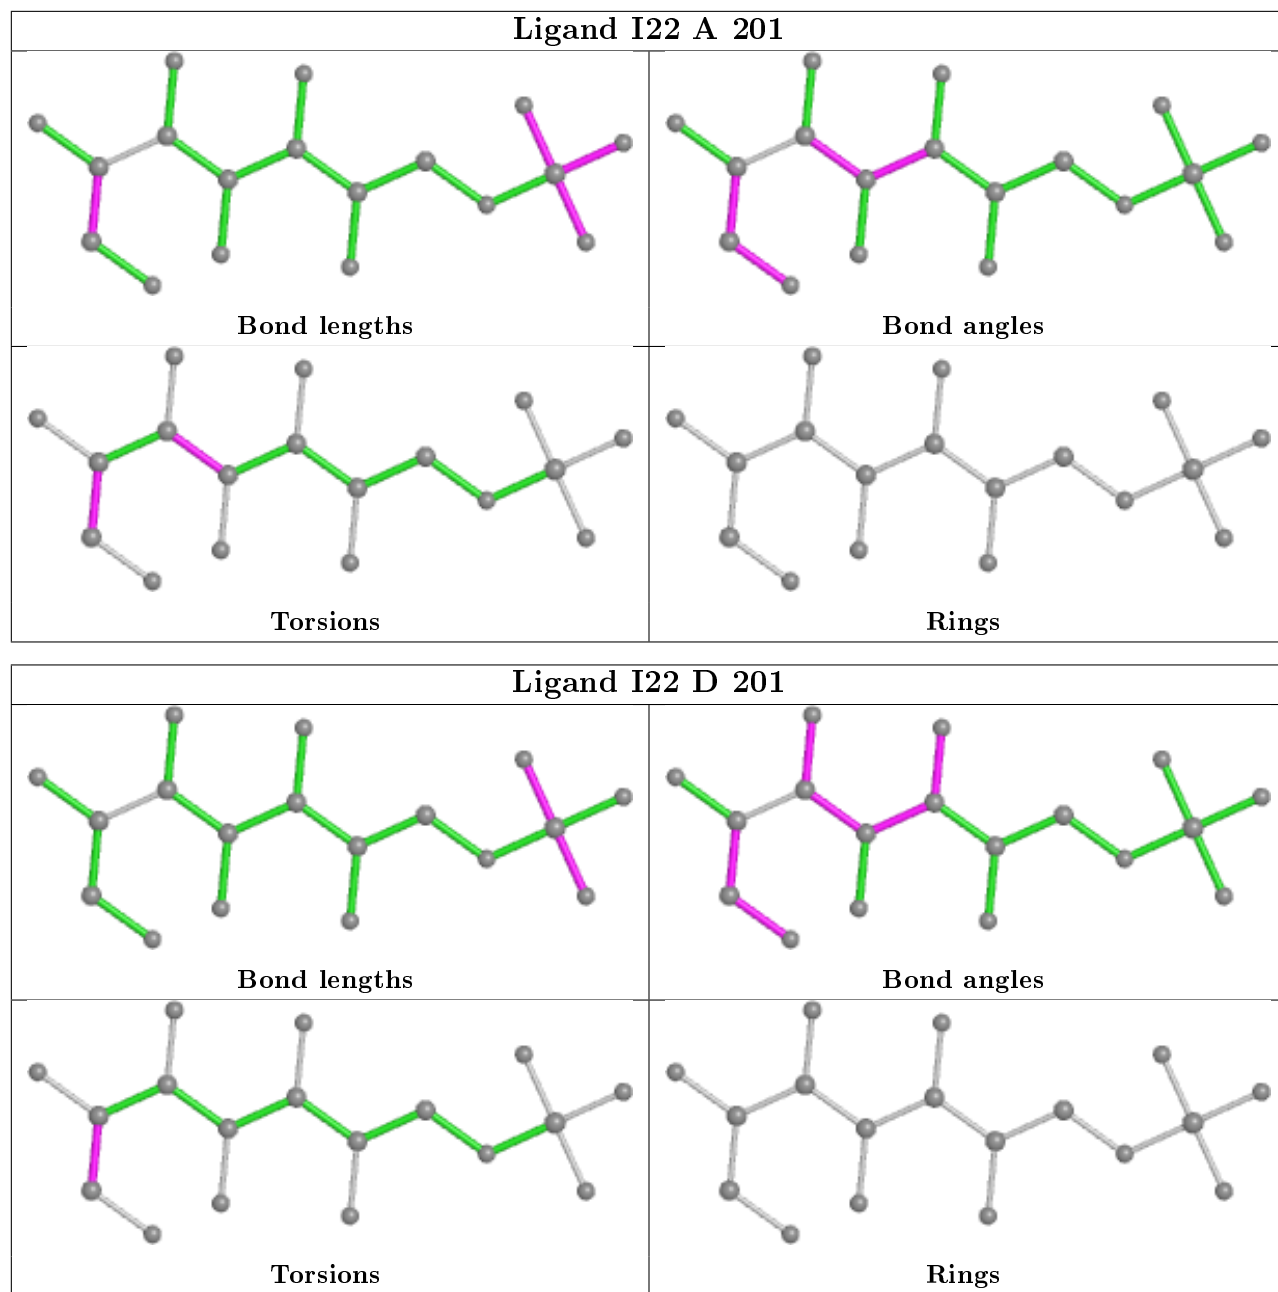 Ligand I22 A 201
Bond lengths
Bond angles
Torsions
Rings
Ligand I22 D 201
Bond lengths
Bond angles
Torsions
Rings